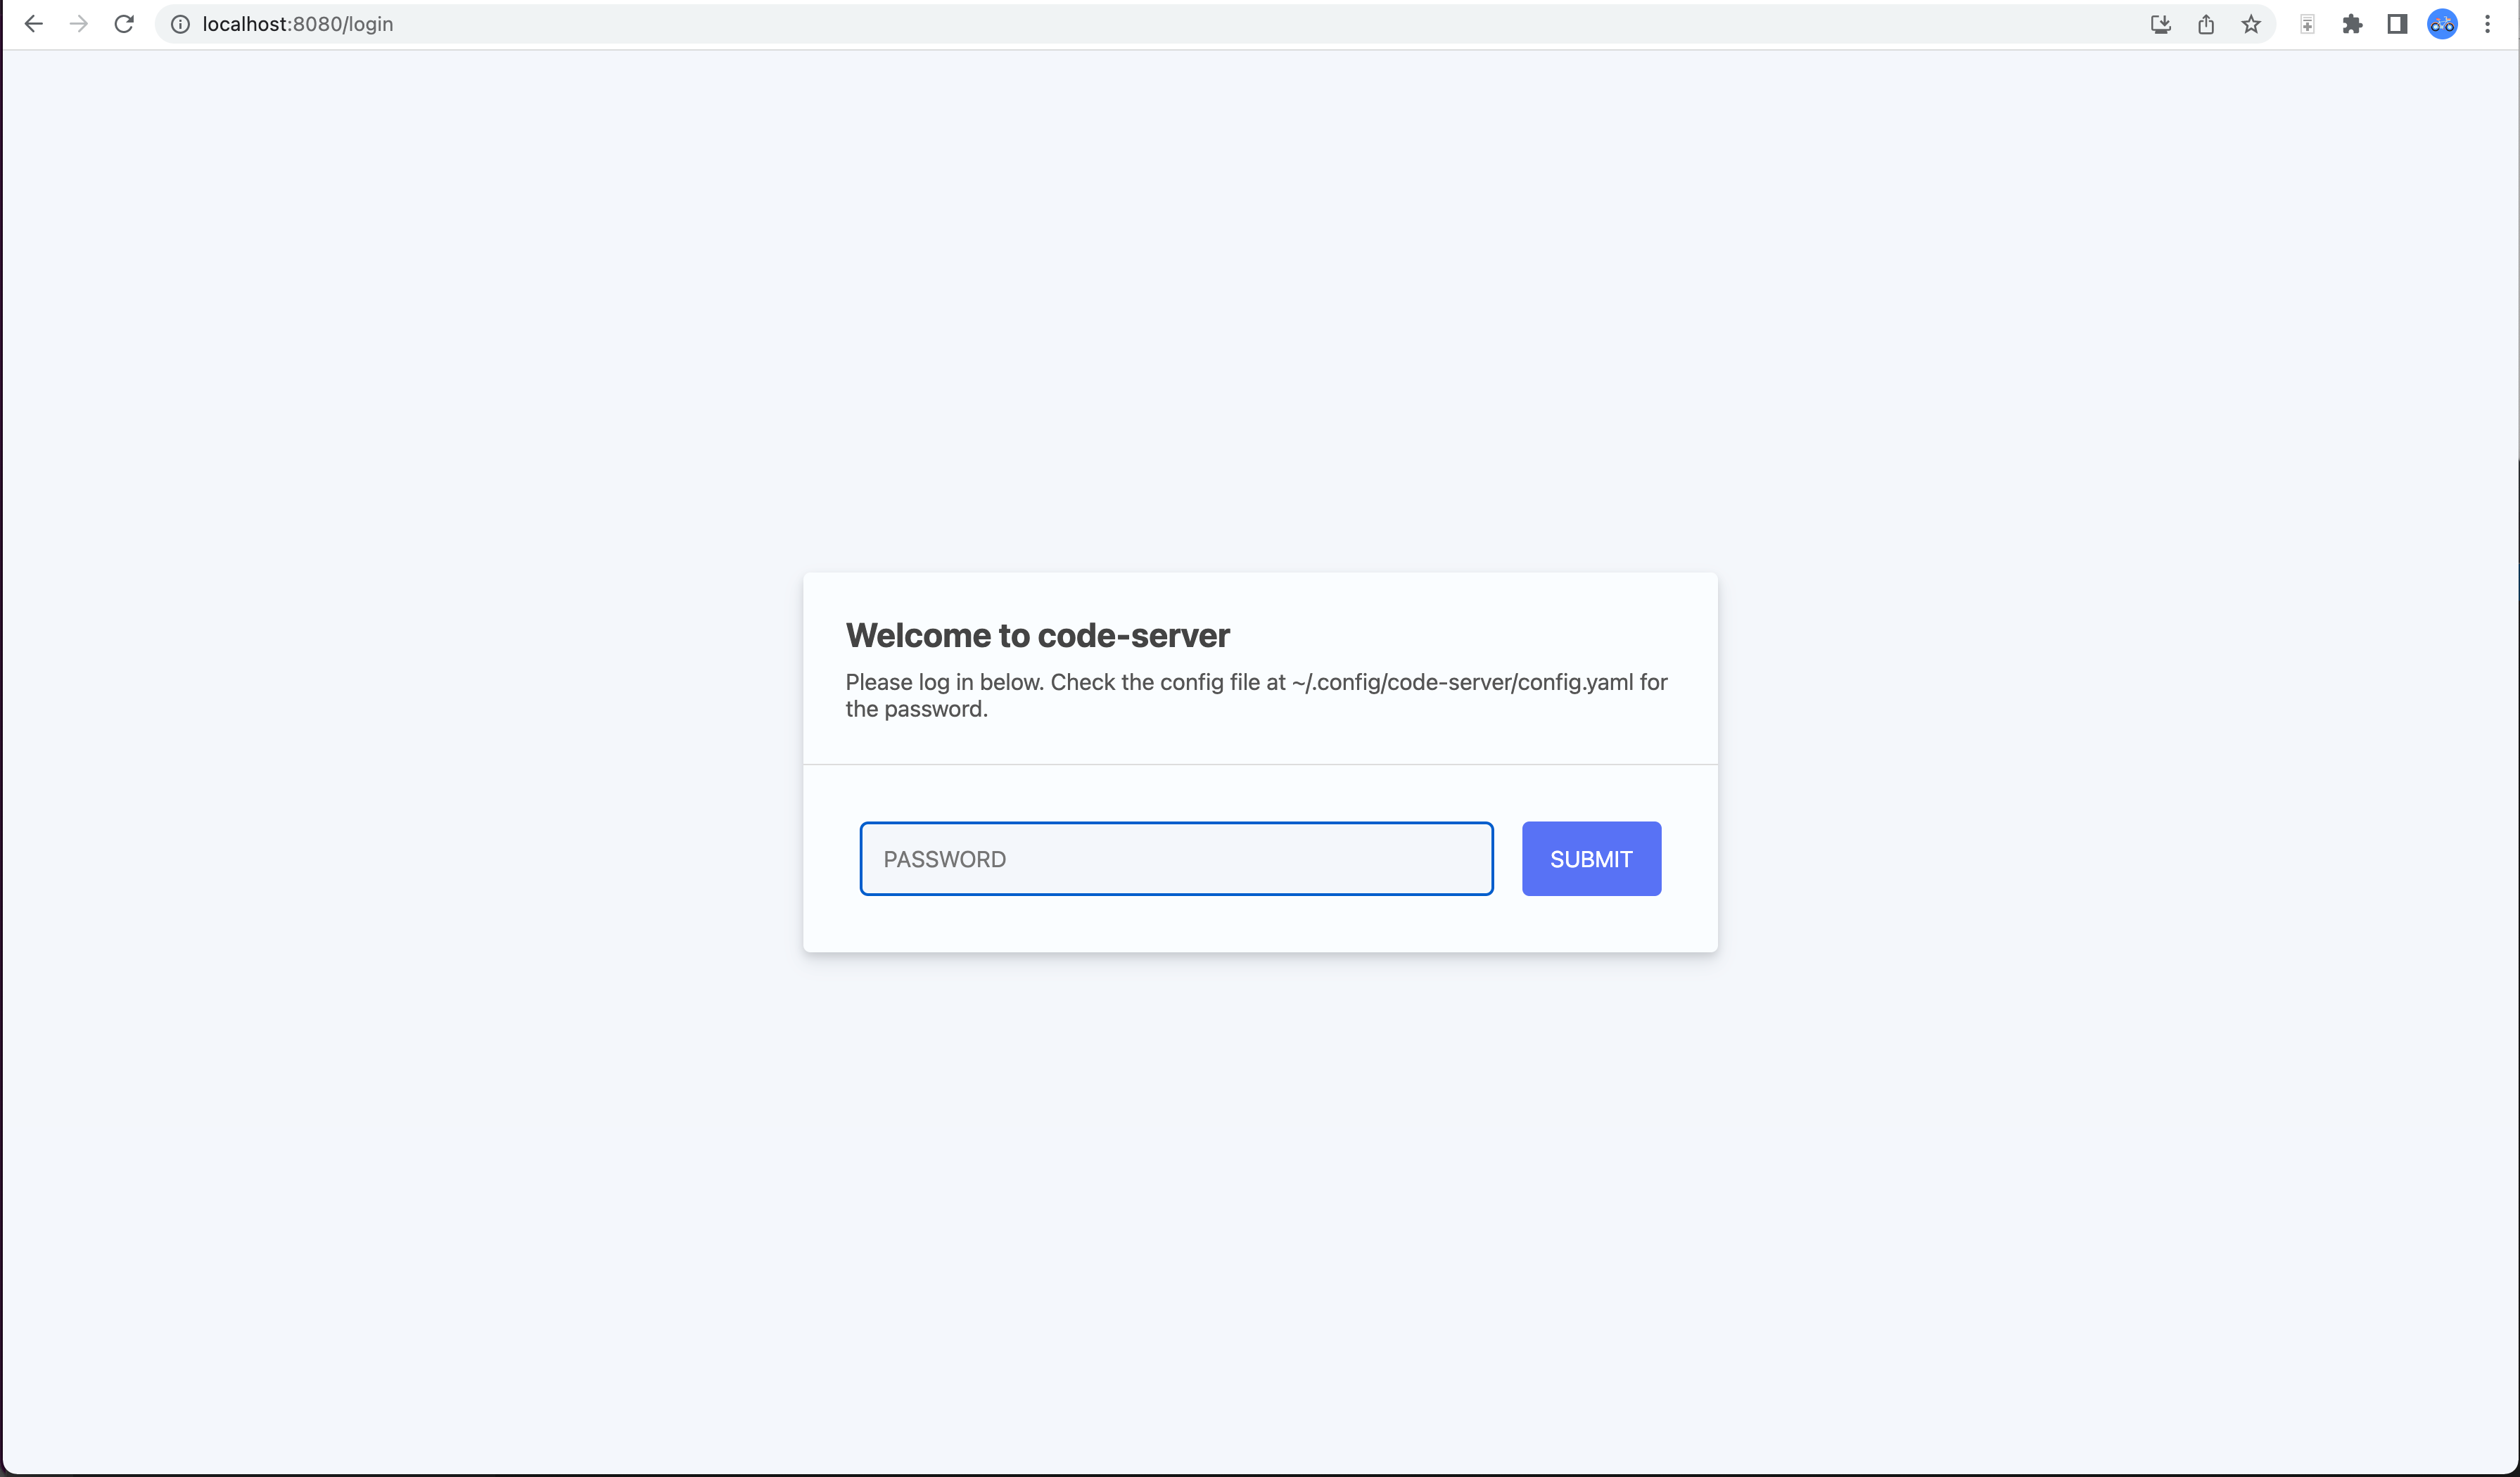 localhost:8080/login
Welcome to code-server
Please log in below. Check the config file at ~/.config/code-server/config.yaml for
the password.
PASSWORD
SUBMIT